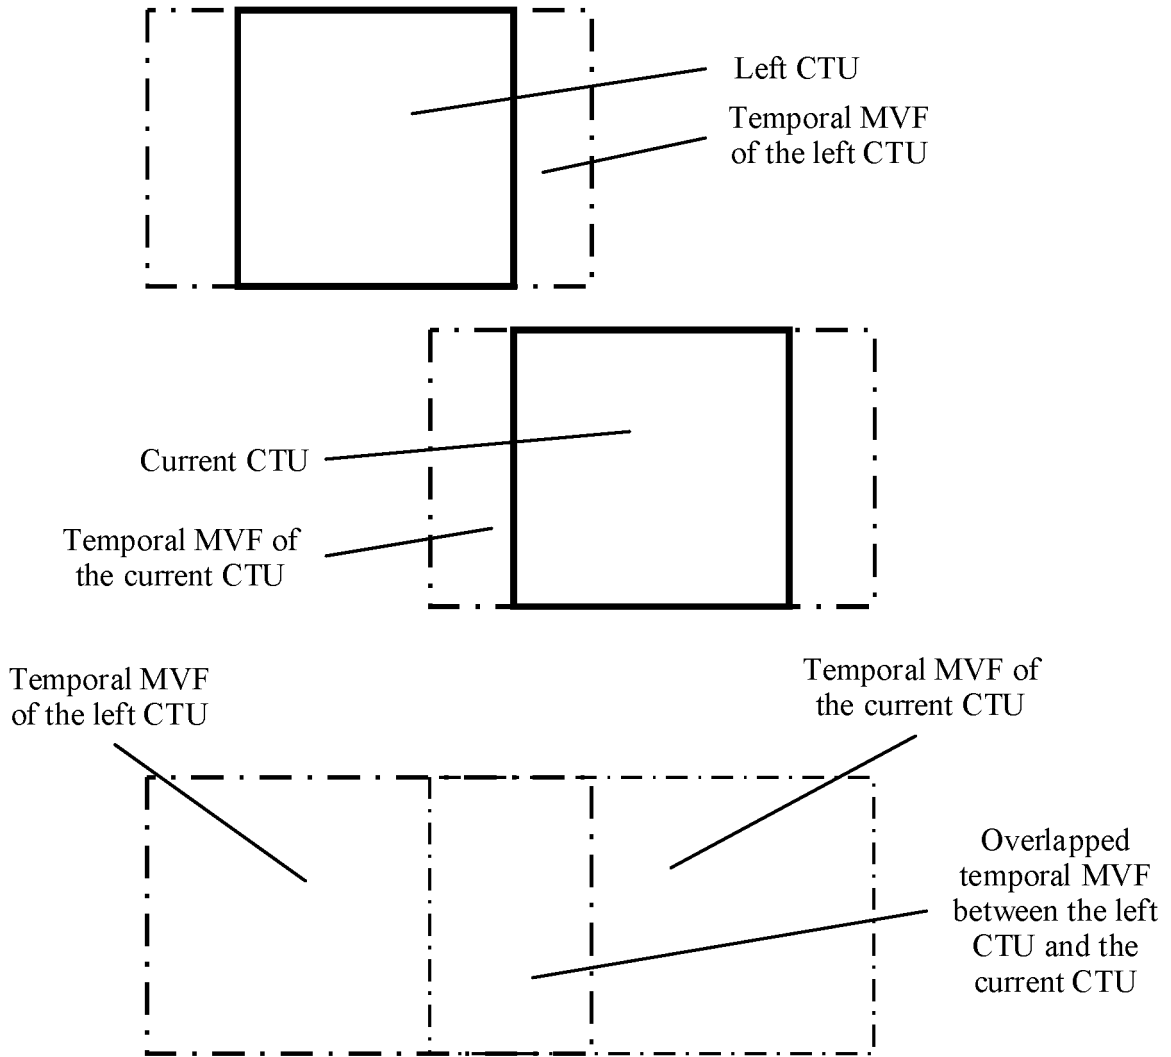 Left CTU
Temporal MVF
of the left CTU
Current CTU
Temporal MVF of
the current CTU
Temporal MVF
of the left CTU
Temporal MVF of
the current CTU
Overlapped
temporal MVF
between the left
CTU and the
current CTU